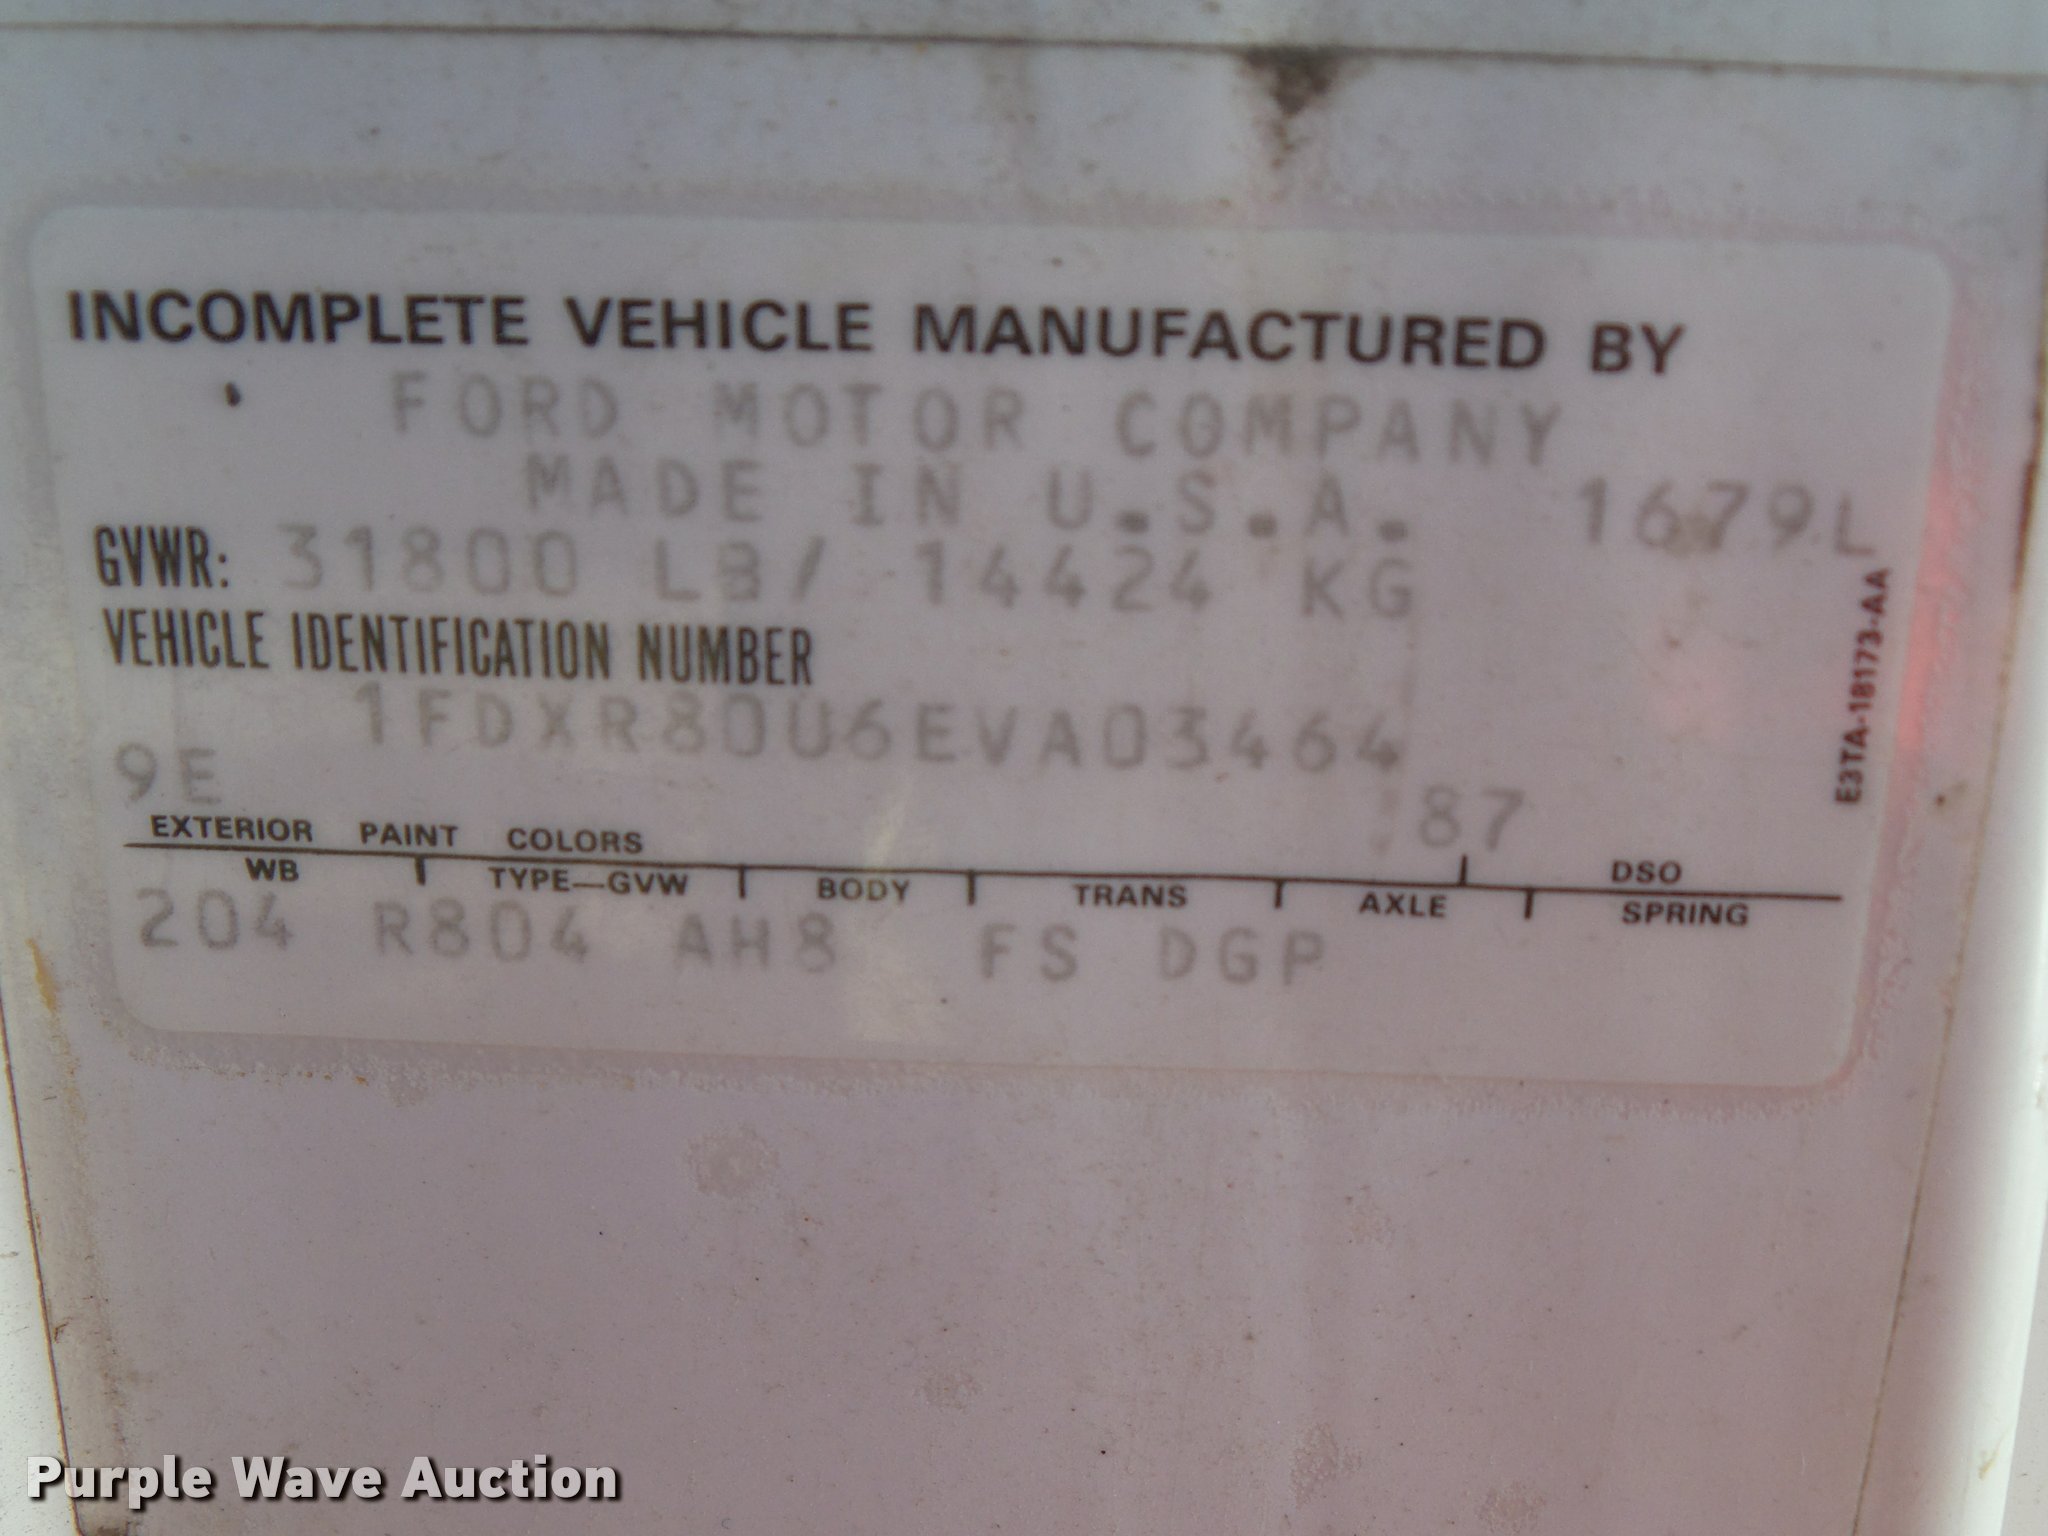 INCOMPLETE VEHICLE MANUFACTURED BY
FORD MOTOR COMPANY
MADE IN U.S.A. 1679L
GVWR: 31800 LB/ 14424 KG
VEHICLE IDENTIFICATION NUMBER
1FDXR80U6EVA03464
E3TA-18173-AA
9E 87
EXTERIOR PAINT COLORS DSO
WB TYPE—GVW BODY TRANS AXLE SPRING
204 R804 AH8 FS DGP
Purple Wave Auction